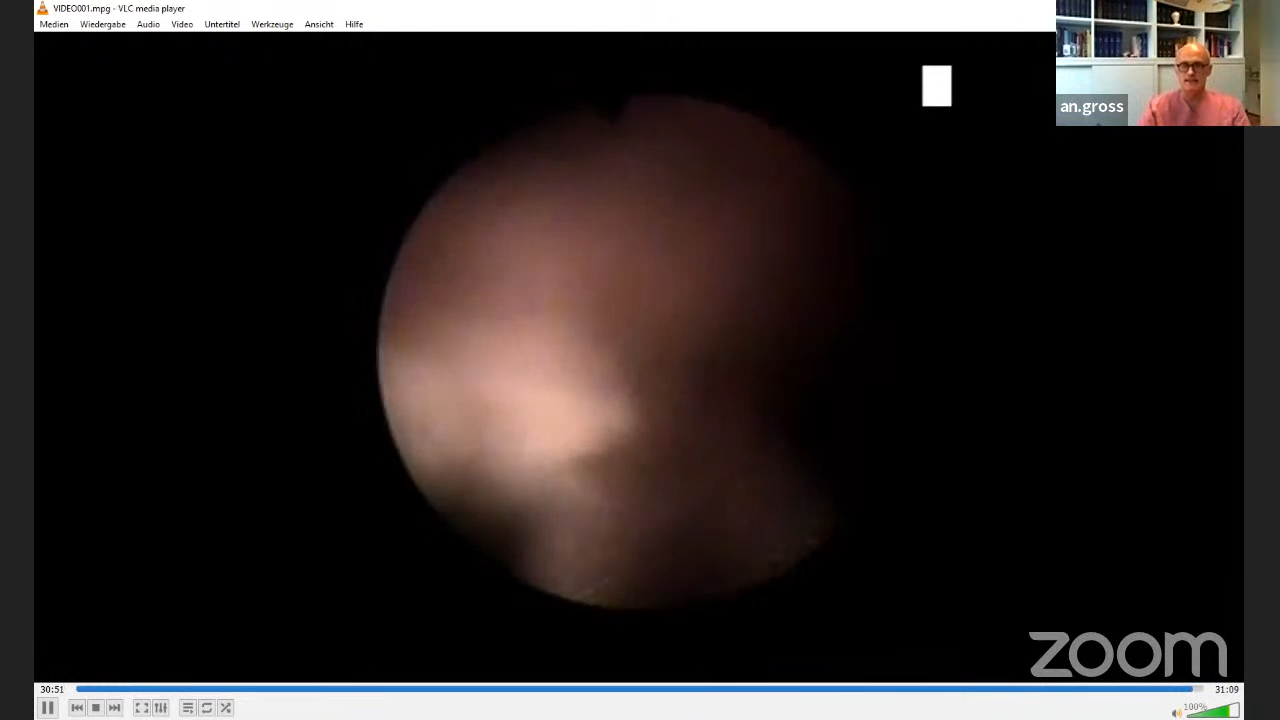 VIDEO001.mpg - VLC media player
Medien Wiedergabe Audio Video Untertitel Werkzeuge Ansicht Hilfe
an.gross
zoom
30:51
31:09
100%